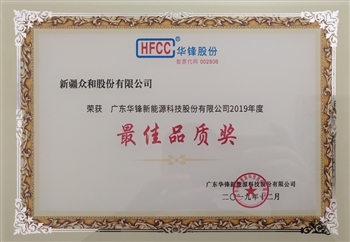 HFCC® 华锋股份
股票代码 002806
新疆众和股份有限公司
荣获 广东华锋新能源科技股份有限公司2019年度
最佳品质奖
广东华锋新能源科技股份有限公司
二〇一九年十二月